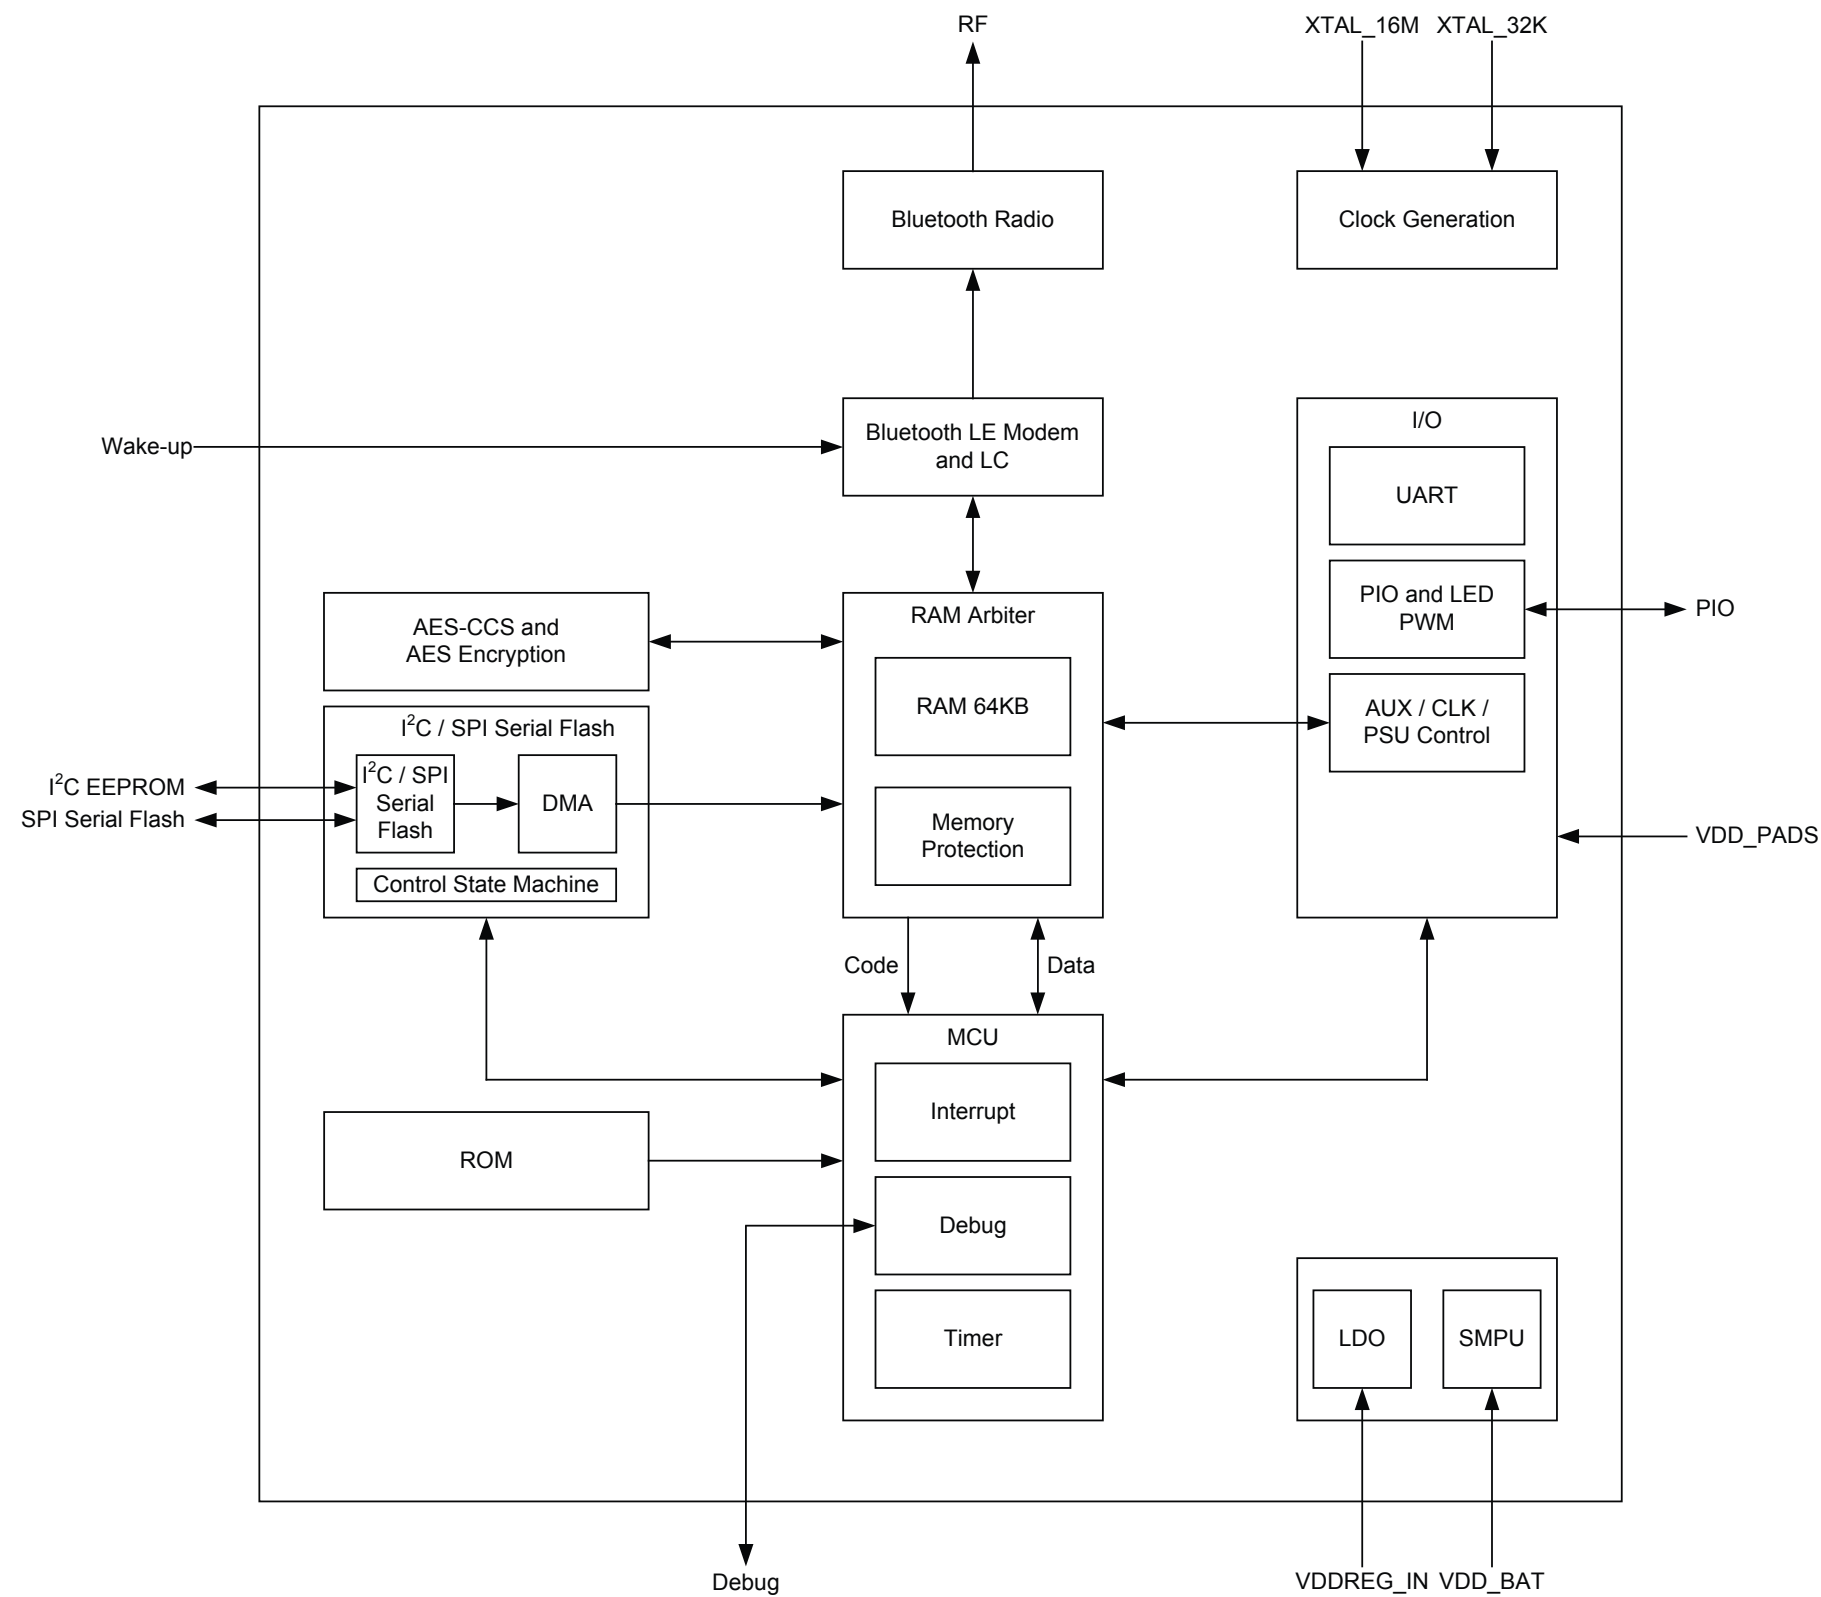 RF
XTAL_16M XTAL_32K
Bluetooth Radio
Clock Generation
Wake-up
Bluetooth LE Modem
and LC
I/O
UART
PIO and LED
PWM
PIO
AUX / CLK /
PSU Control
VDD_PADS
AES-CCS and
AES Encryption
RAM Arbiter
RAM 64KB
Memory
Protection
I²C / SPI Serial Flash
I²C / SPI
Serial
Flash
DMA
Control State Machine
I²C EEPROM
SPI Serial Flash
Code
Data
MCU
Interrupt
Debug
Timer
ROM
LDO
SMPU
Debug
VDDREG_IN VDD_BAT